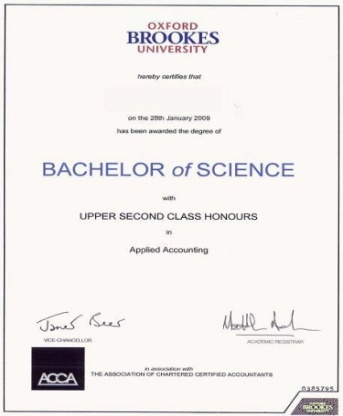 OXFORD
BROOKES
UNIVERSITY
hereby certifies that
on the 28th January 2009
has been awarded the degree of
BACHELOR of SCIENCE
with
UPPER SECOND CLASS HONOURS
in
Applied Accounting
Janet Beer
VICE-CHANCELLOR
ACADEMIC REGISTRAR
ACCA
in association with
THE ASSOCIATION OF CHARTERED CERTIFIED ACCOUNTANTS
0385795
OXFORD
BROOKES
UNIVERSITY